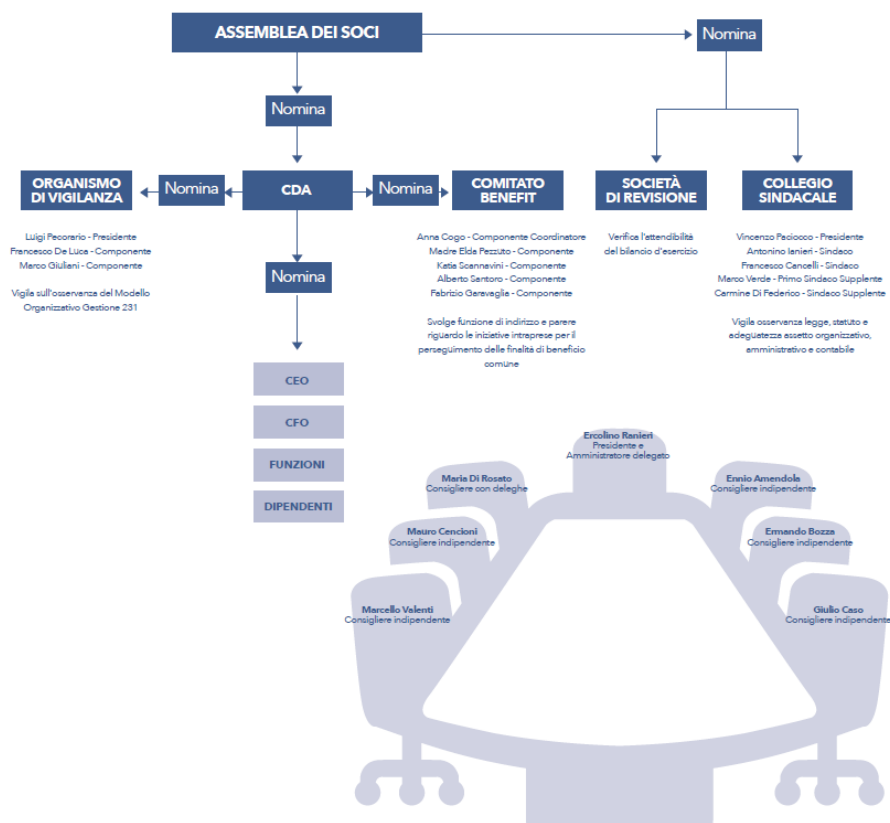 ASSEMBLEA DEI SOCI
Nomina
Nomina
ORGANISMO
DI VIGILANZA
Nomina
CDA
Nomina
COMITATO
BENEFIT
SOCIETÀ
DI REVISIONE
COLLEGIO
SINDACALE
Luigi Pecorario - Presidente
Francesco De Luca - Componente
Marco Giuliani - Componente
Vigila sull'osservanza del Modello
Organizzativo Gestione 231
Nomina
Anna Cogo - Componente Coordinatore
Madre Elda Pezzuto - Componente
Katia Scannavini - Componente
Alberto Santoro - Componente
Fabrizio Garavaglia - Componente
Svolge funzione di indirizzo e parere
riguardo le iniziative intraprese per il
perseguimento delle finalità di beneficio
comune
Verifica l'attendibilità
del bilancio d'esercizio
Vincenzo Paciocco - Presidente
Antonino Ianieri - Sindaco
Francesco Cancelli - Sindaco
Marco Verde - Primo Sindaco Supplente
Carmine Di Federico - Sindaco Supplente
Vigila osservanza legge, statuto e
adeguatezza assetto organizzativo,
amministrativo e contabile
CEO
CFO
FUNZIONI
DIPENDENTI
Ercolino Ranieri
Presidente e
Amministratore delegato
Maria Di Rosato
Consigliere con deleghe
Ennio Amendola
Consigliere indipendente
Mauro Cencioni
Consigliere indipendente
Ermando Bozza
Consigliere indipendente
Marcello Valenti
Consigliere indipendente
Giulio Caso
Consigliere indipendente